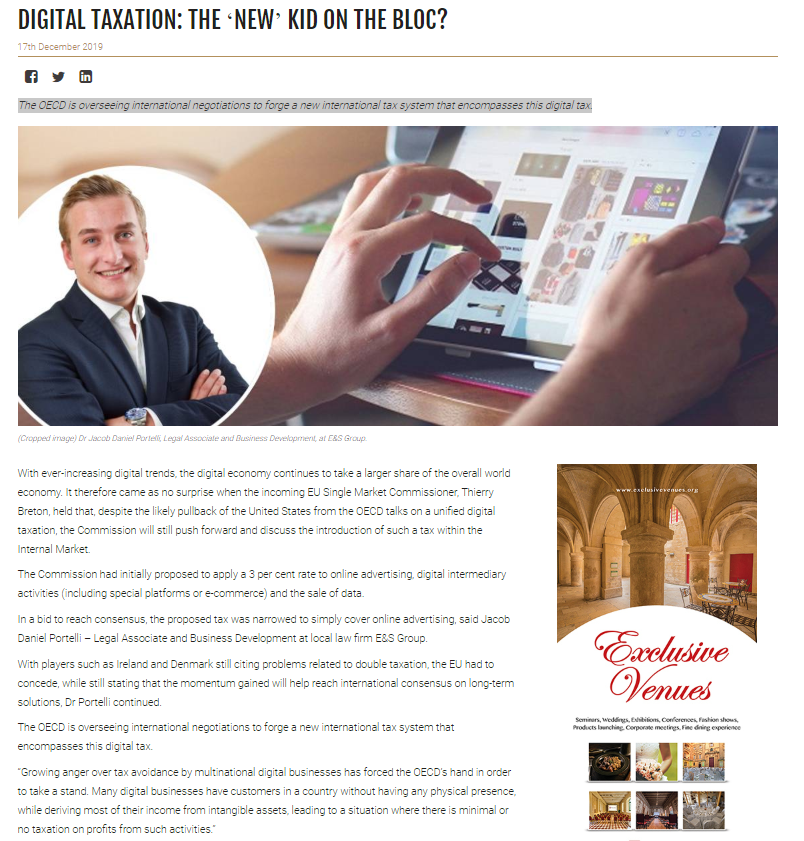 DIGITAL TAXATION: THE ‘NEW’ KID ON THE BLOC?
17th December 2019
The OECD is overseeing international negotiations to forge a new international tax system that encompasses this digital tax.
(Cropped image) Dr Jacob Daniel Portelli, Legal Associate and Business Development, at E&S Group.
With ever-increasing digital trends, the digital economy continues to take a larger share of the overall world
economy. It therefore came as no surprise when the incoming EU Single Market Commissioner, Thierry
Breton, held that, despite the likely pullback of the United States from the OECD talks on a unified digital
taxation, the Commission will still push forward and discuss the introduction of such a tax within the
Internal Market.
The Commission had initially proposed to apply a 3 per cent rate to online advertising, digital intermediary
activities (including special platforms or e-commerce) and the sale of data.
In a bid to reach consensus, the proposed tax was narrowed to simply cover online advertising, said Jacob
Daniel Portelli – Legal Associate and Business Development at local law firm E&S Group.
With players such as Ireland and Denmark still citing problems related to double taxation, the EU had to
concede, while still stating that the momentum gained will help reach international consensus on long-term
solutions, Dr Portelli continued.
The OECD is overseeing international negotiations to forge a new international tax system that
encompasses this digital tax.
“Growing anger over tax avoidance by multinational digital businesses has forced the OECD’s hand in order
to take a stand. Many digital businesses have customers in a country without having any physical presence,
while deriving most of their income from intangible assets, leading to a situation where there is minimal or
no taxation on profits from such activities.”
www.exclusivevenues.org
Exclusive
Venues
Seminars, Weddings, Exhibitions, Conferences, Fashion shows,
Products launching, Corporate meetings, Fine dining experience